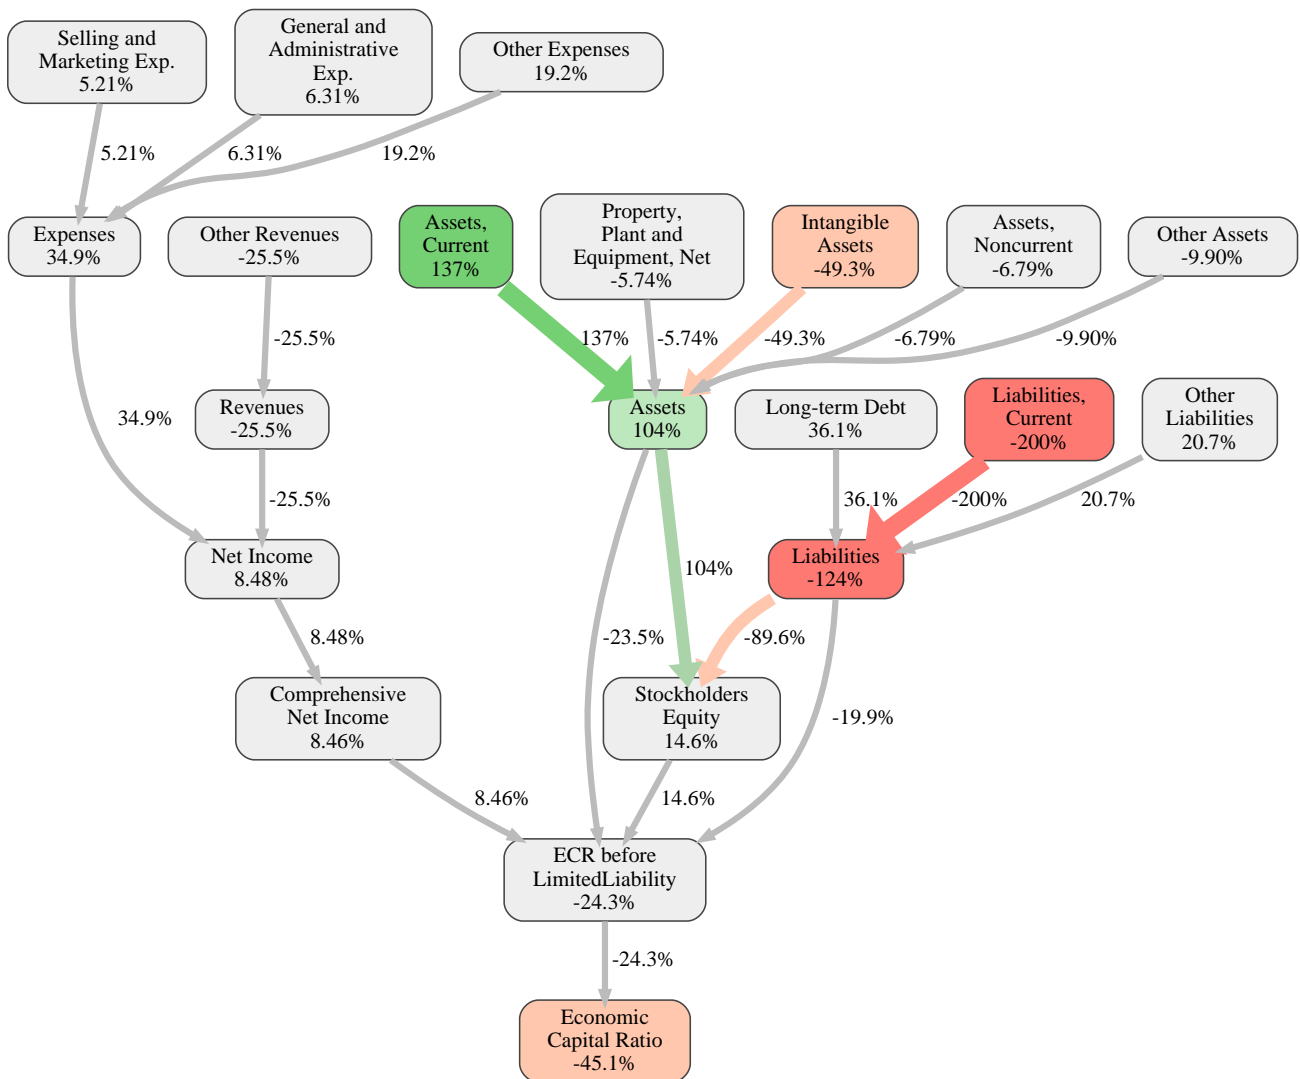 Selling and
Marketing Exp.
5.21%
General and
Administrative
Exp.
6.31%
Other Expenses
19.2%
5.21%
6.31%
19.2%
Expenses
34.9%
Other Revenues
-25.5%
Assets,
Current
137%
Property,
Plant and
Equipment, Net
-5.74%
Intangible
Assets
-49.3%
Assets,
Noncurrent
-6.79%
Other Assets
-9.90%
-25.5%
137%
-5.74%
-49.3%
-6.79%
-9.90%
34.9%
Revenues
-25.5%
Assets
104%
Long-term Debt
36.1%
Liabilities,
Current
-200%
Other
Liabilities
20.7%
-25.5%
36.1%
-200%
20.7%
Net Income
8.48%
104%
Liabilities
-124%
8.48%
-23.5%
-89.6%
Comprehensive
Net Income
8.46%
Stockholders
Equity
14.6%
-19.9%
8.46%
14.6%
ECR before
LimitedLiability
-24.3%
-24.3%
Economic
Capital Ratio
-45.1%